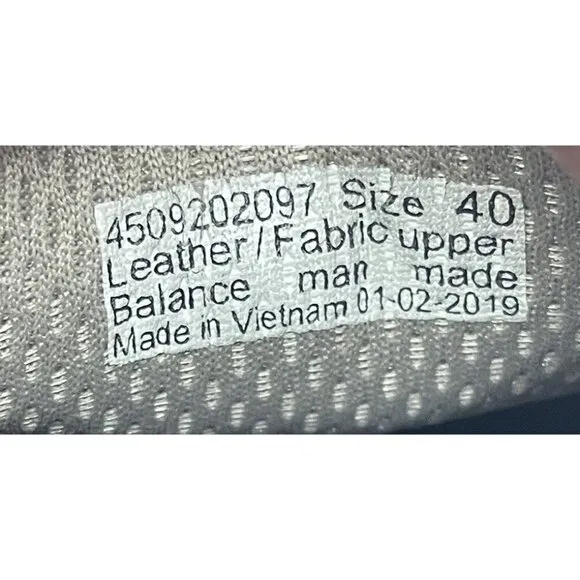 4509202097 Size 40
Leather/Fabric upper
Balance man made
Made in Vietnam 01-02-2019